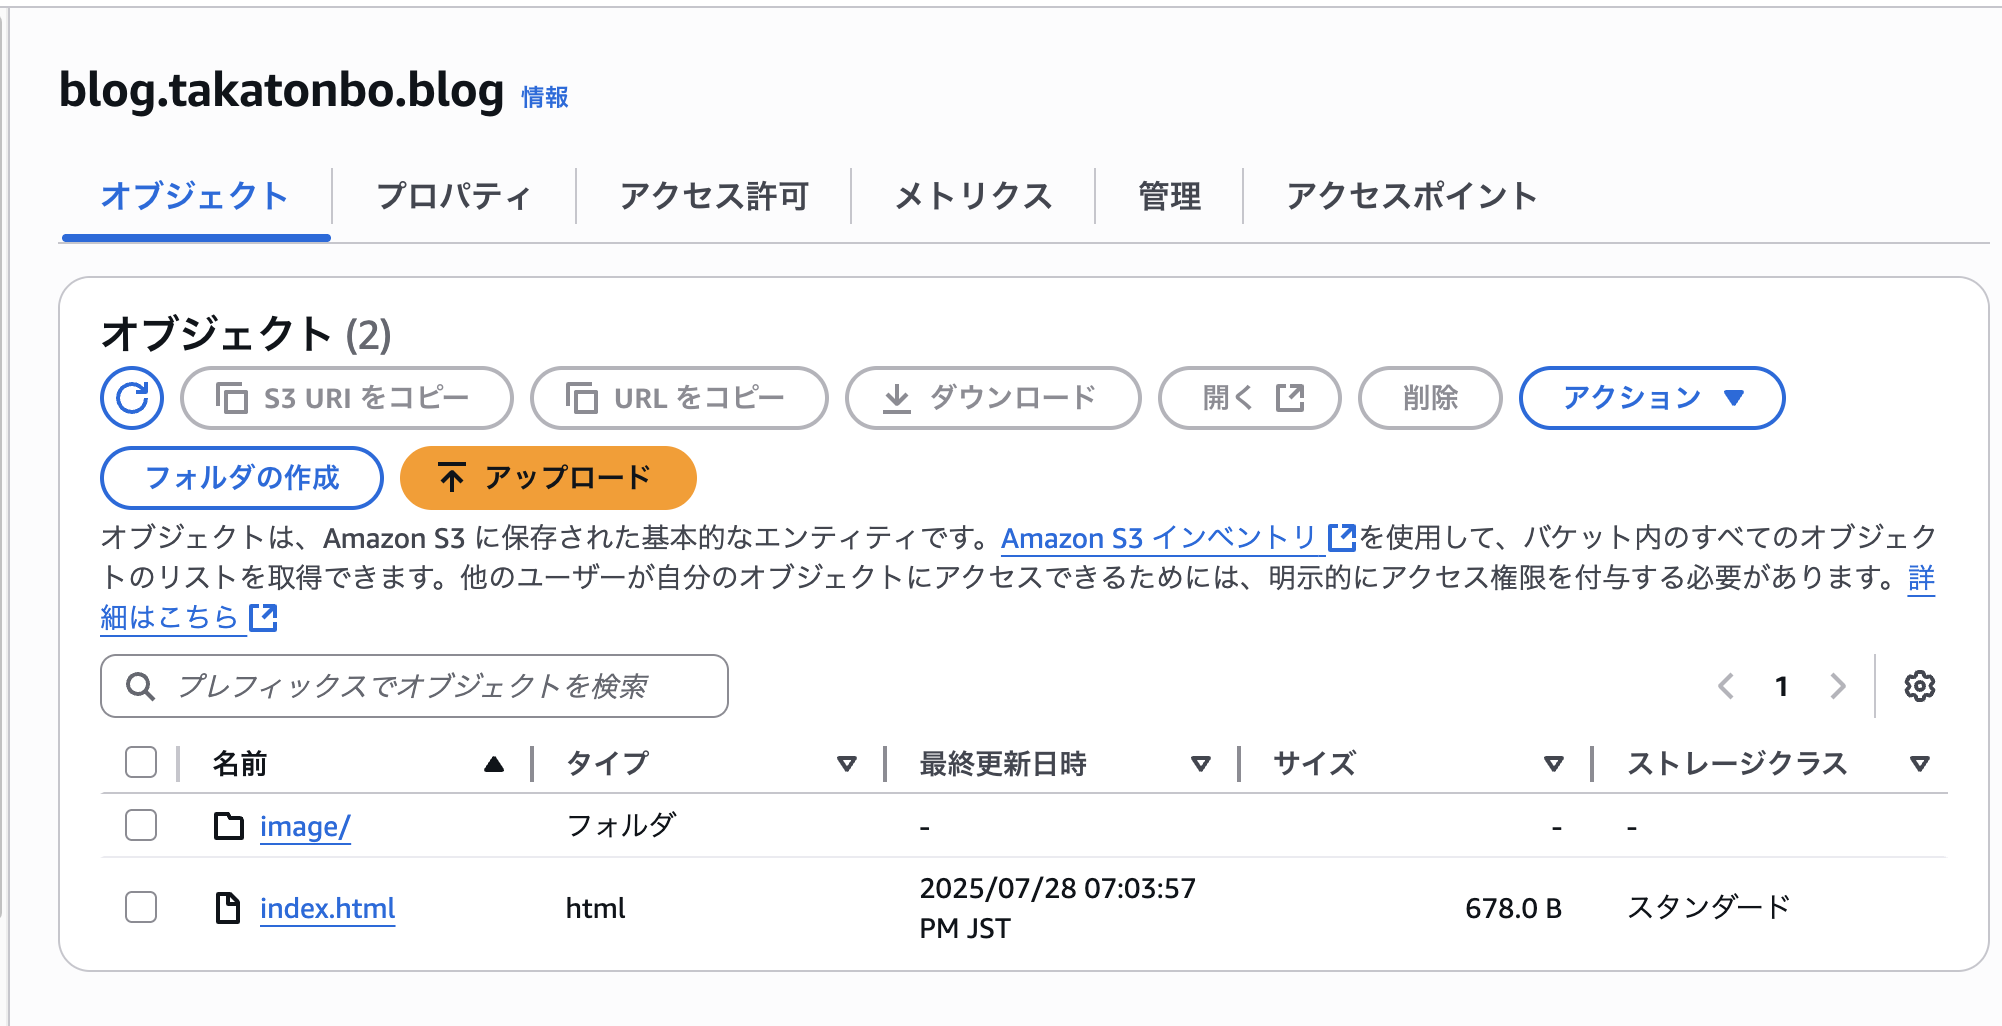 blog.takatonbo.blog 情報
オブジェクト プロパティ アクセス許可 メトリクス 管理 アクセスポイント
オブジェクト (2)
S3 URI をコピー URL をコピー ダウンロード 開く 削除 アクション
フォルダの作成 アップロード
オブジェクトは、Amazon S3 に保存された基本的なエンティティです。Amazon S3 インベントリ を使用して、バケット内のすべてのオブジェク
トのリストを取得できます。他のユーザーが自分のオブジェクトにアクセスできるためには、明示的にアクセス権限を付与する必要があります。詳
細はこちら
プレフィックスでオブジェクトを検索 1
名前 タイプ 最終更新日時 サイズ ストレージクラス
image/ フォルダ - - -
index.html html 2025/07/28 07:03:57 678.0 B スタンダード
PM JST